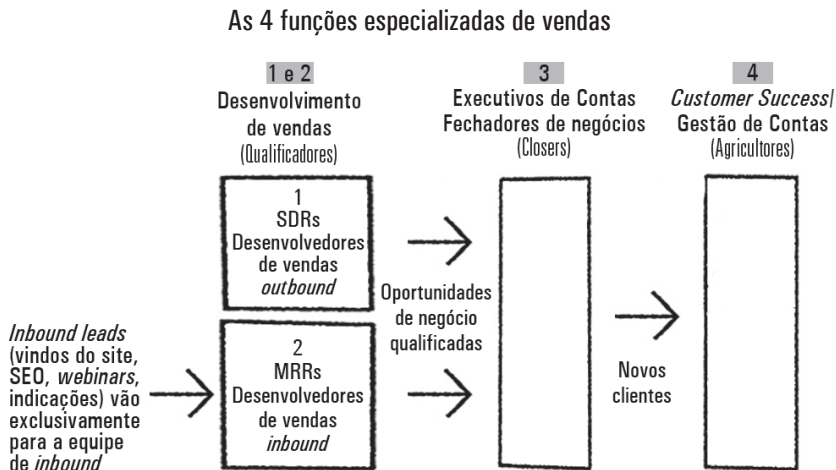 As 4 funções especializadas de vendas
1 e 2
Desenvolvimento
de vendas
(Qualificadores)
3
Executivos de Contas
Fechadores de negócios
(Closers)
4
Customer Success/
Gestão de Contas
(Agricultores)
1
SDRs
Desenvolvedores
de vendas
outbound
2
MRRs
Desenvolvedores
de vendas
inbound
Inbound leads
(vindos do site,
SEO, webinars,
indicações) vão
exclusivamente
para a equipe
de inbound
Oportunidades
de negócio
qualificadas
Novos
clientes